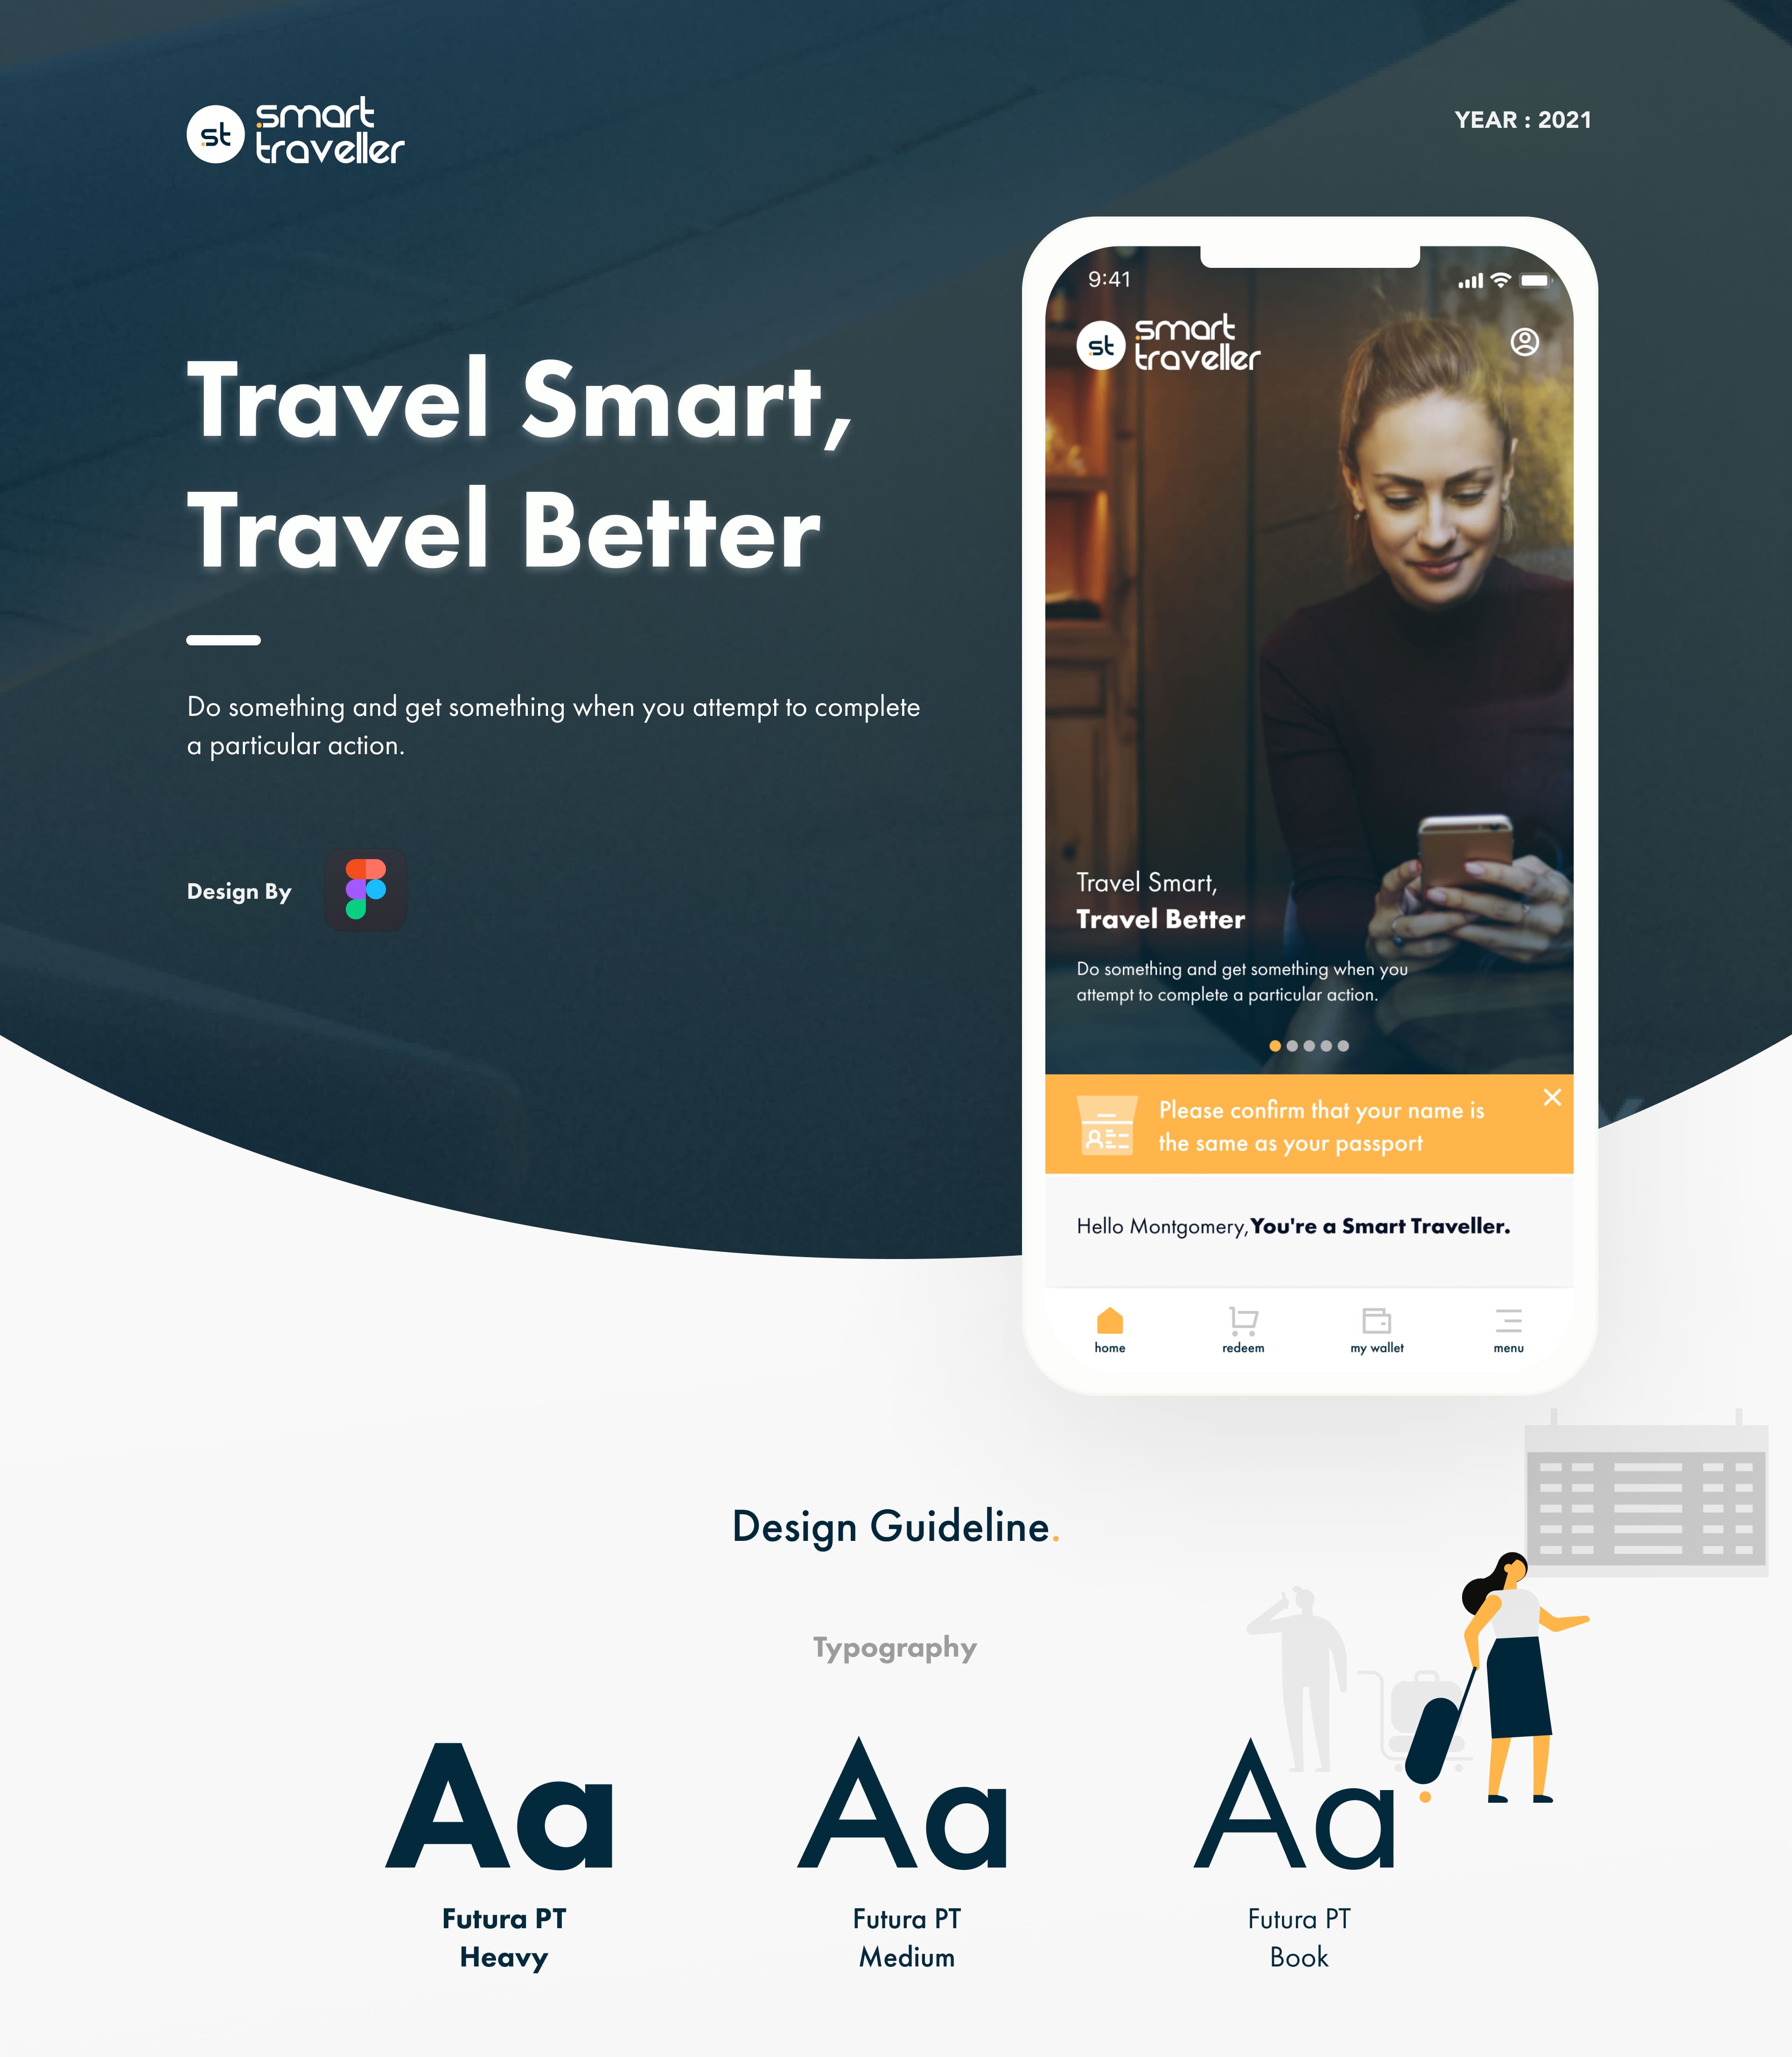 st
smart
traveller
YEAR : 2021
Travel Smart,
Travel Better
Do something and get something when you attempt to complete
a particular action.
Design By
9:41
st
smart
traveller
Travel Smart,
Travel Better
Do something and get something when you
attempt to complete a particular action.
Please confirm that your name is
the same as your passport
Hello Montgomery,You're a Smart Traveller.
home
redeem
my wallet
menu
Design Guideline.
Typography
Aa
Aa
Aa
Futura PT
Heavy
Futura PT
Medium
Futura PT
Book